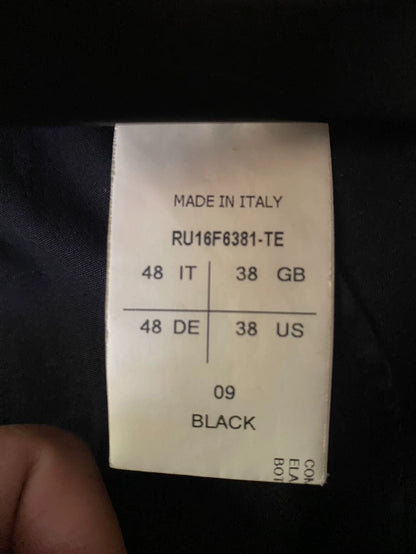 MADE IN ITALY
RU16F6381-TE
48 IT 38 GB
48 DE 38 US
09
BLACK